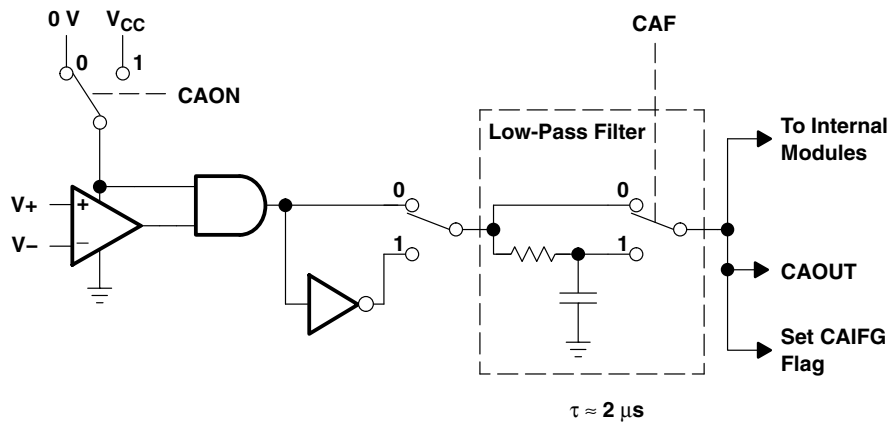 0 V
VCC
0
1
CAON
CAF
Low-Pass Filter
V+
V−
+
−
0
1
0
1
To Internal
Modules
CAOUT
Set CAIFG
Flag
τ ≈ 2 μs